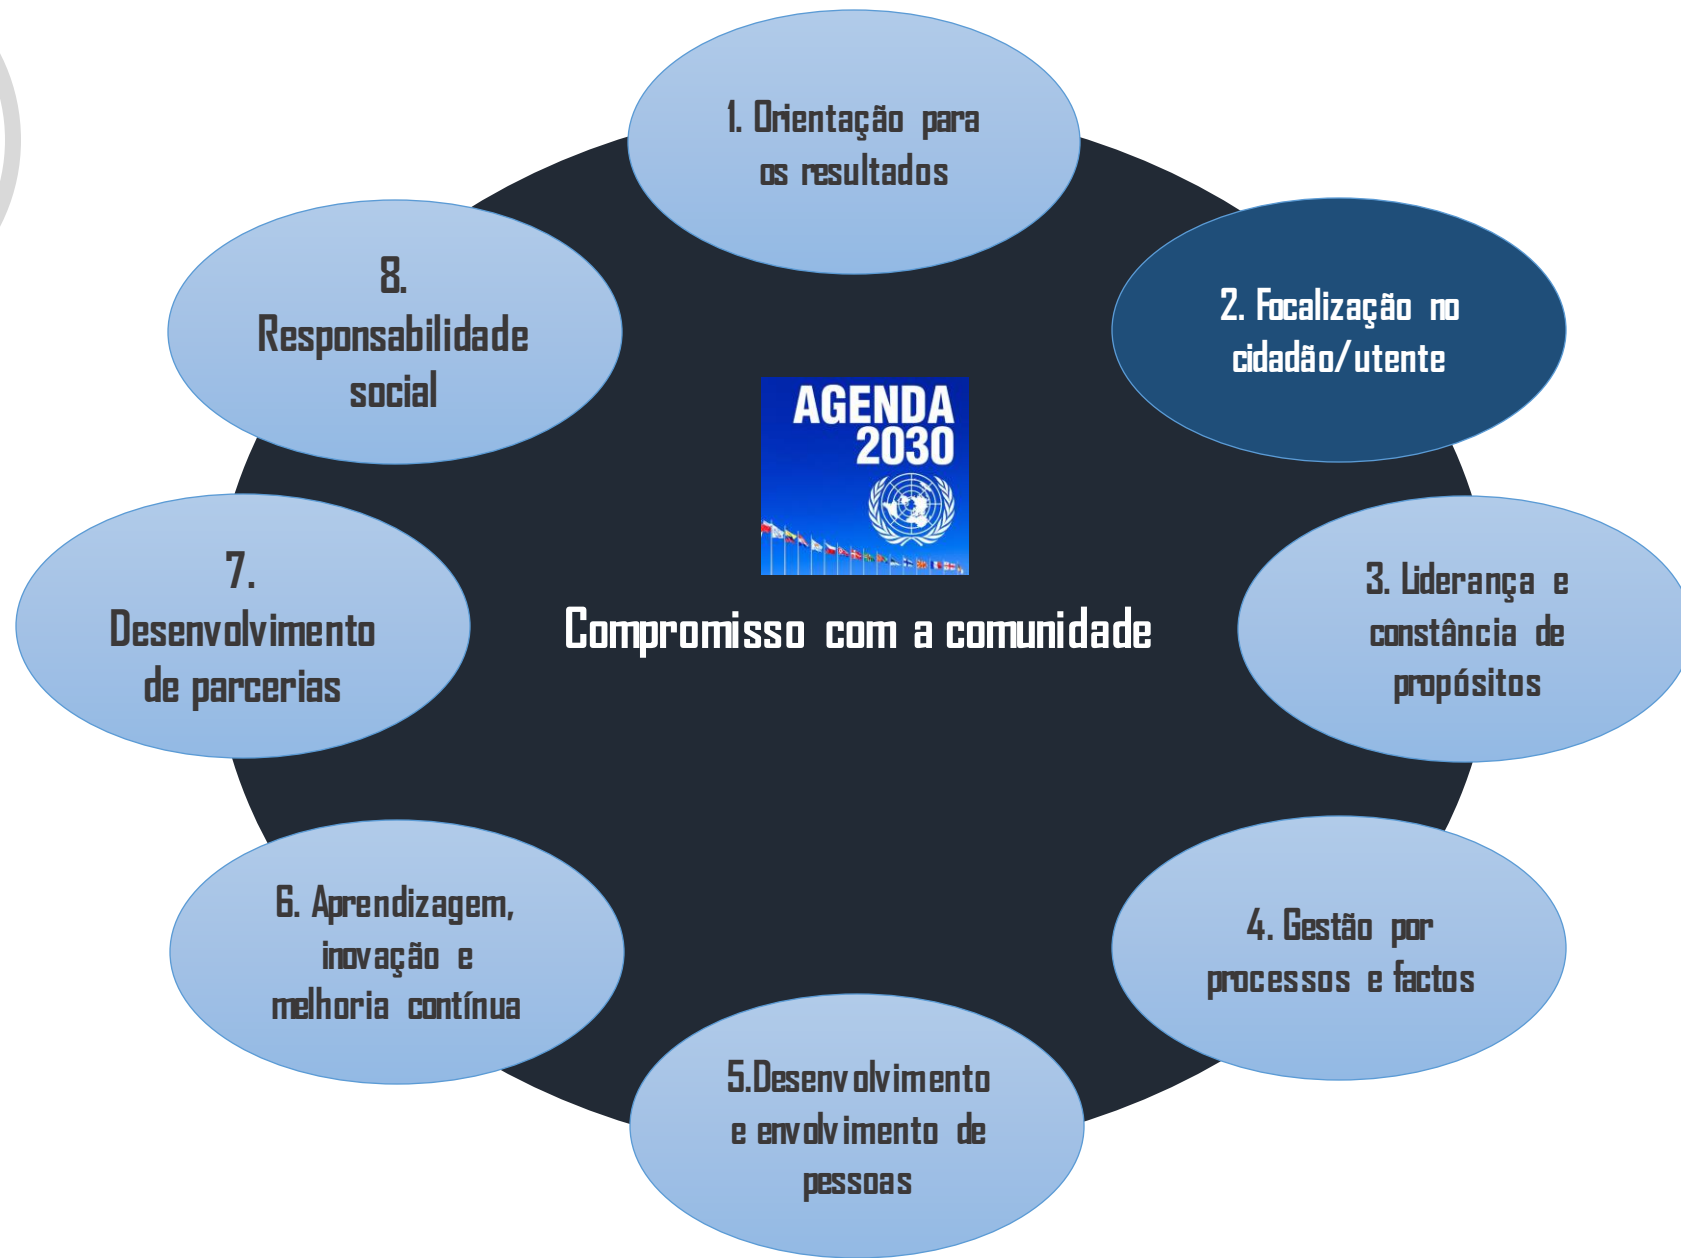 1. Orientação para
os resultados
2. Focalização no
cidadão/utente
3. Liderança e
constância de
propósitos
4. Gestão por
processos e factos
5.Desenvolvimento
e envolvimento de
pessoas
6. Aprendizagem,
inovação e
melhoria contínua
7.
Desenvolvimento
de parcerias
8.
Responsabilidade
social
AGENDA
2030
Compromisso com a comunidade